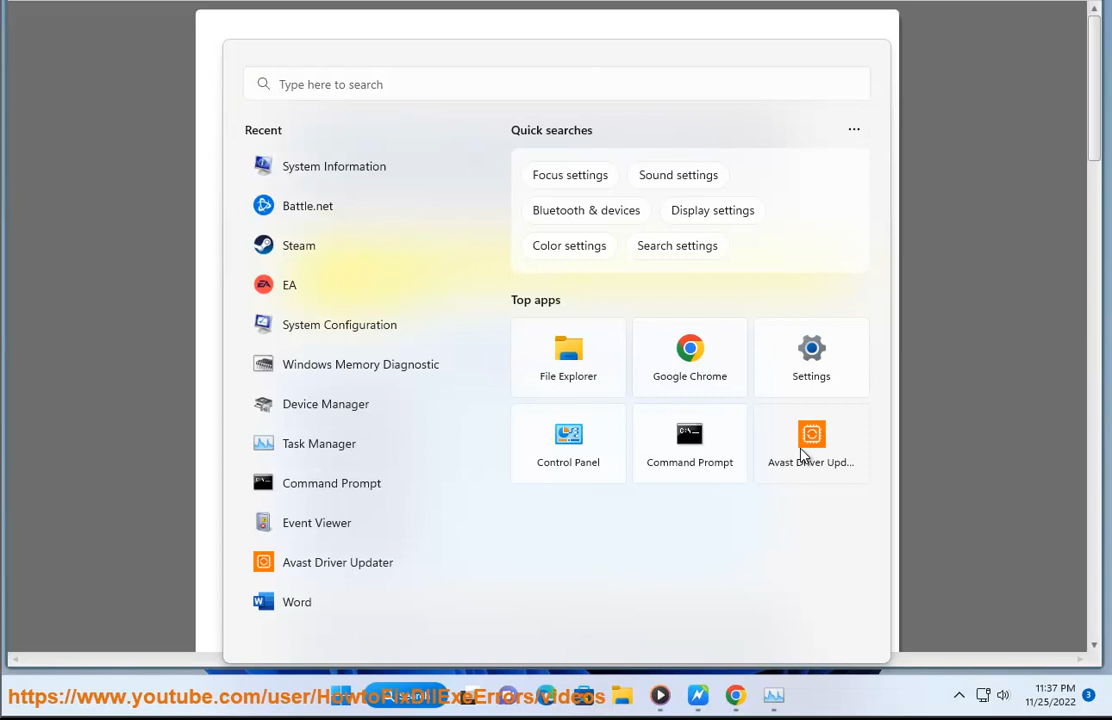 Type here to search
Recent
System Information
Battle.net
Steam
EA
System Configuration
Windows Memory Diagnostic
Device Manager
Task Manager
Command Prompt
Event Viewer
Avast Driver Updater
Word
Quick searches
Focus settings
Sound settings
Bluetooth & devices
Display settings
Color settings
Search settings
Top apps
File Explorer
Google Chrome
Settings
Control Panel
Command Prompt
Avast Driver Upd...
https://www.youtube.com/user/HowtoFixDllExeErrors/videos
11:37 PM
11/25/2022
3